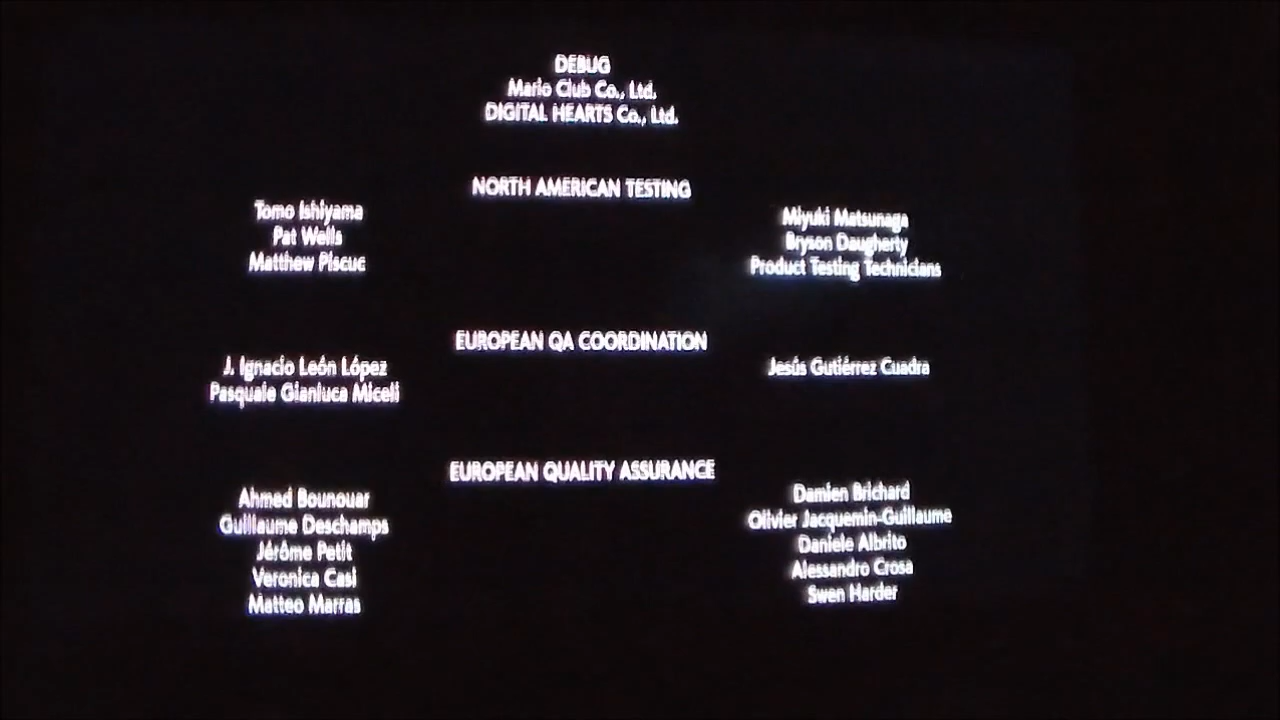 DEBUG
Mario Club Co., Ltd.
DIGITAL HEARTS Co., Ltd.
NORTH AMERICAN TESTING
Tomo Ishiyama
Pat Wells
Matthew Piscuc
Miyuki Matsunaga
Bryson Daugherty
Product Testing Technicians
EUROPEAN QA COORDINATION
J. Ignacio León López
Pasquale Gianluca Miceli
Jesús Gutiérrez Cuadra
EUROPEAN QUALITY ASSURANCE
Ahmed Bounouar
Guillaume Deschamps
Jérôme Petit
Veronica Casi
Matteo Marras
Damien Brichard
Olivier Jacquemin-Guillaume
Daniele Albrito
Alessandro Crosa
Swen Harder